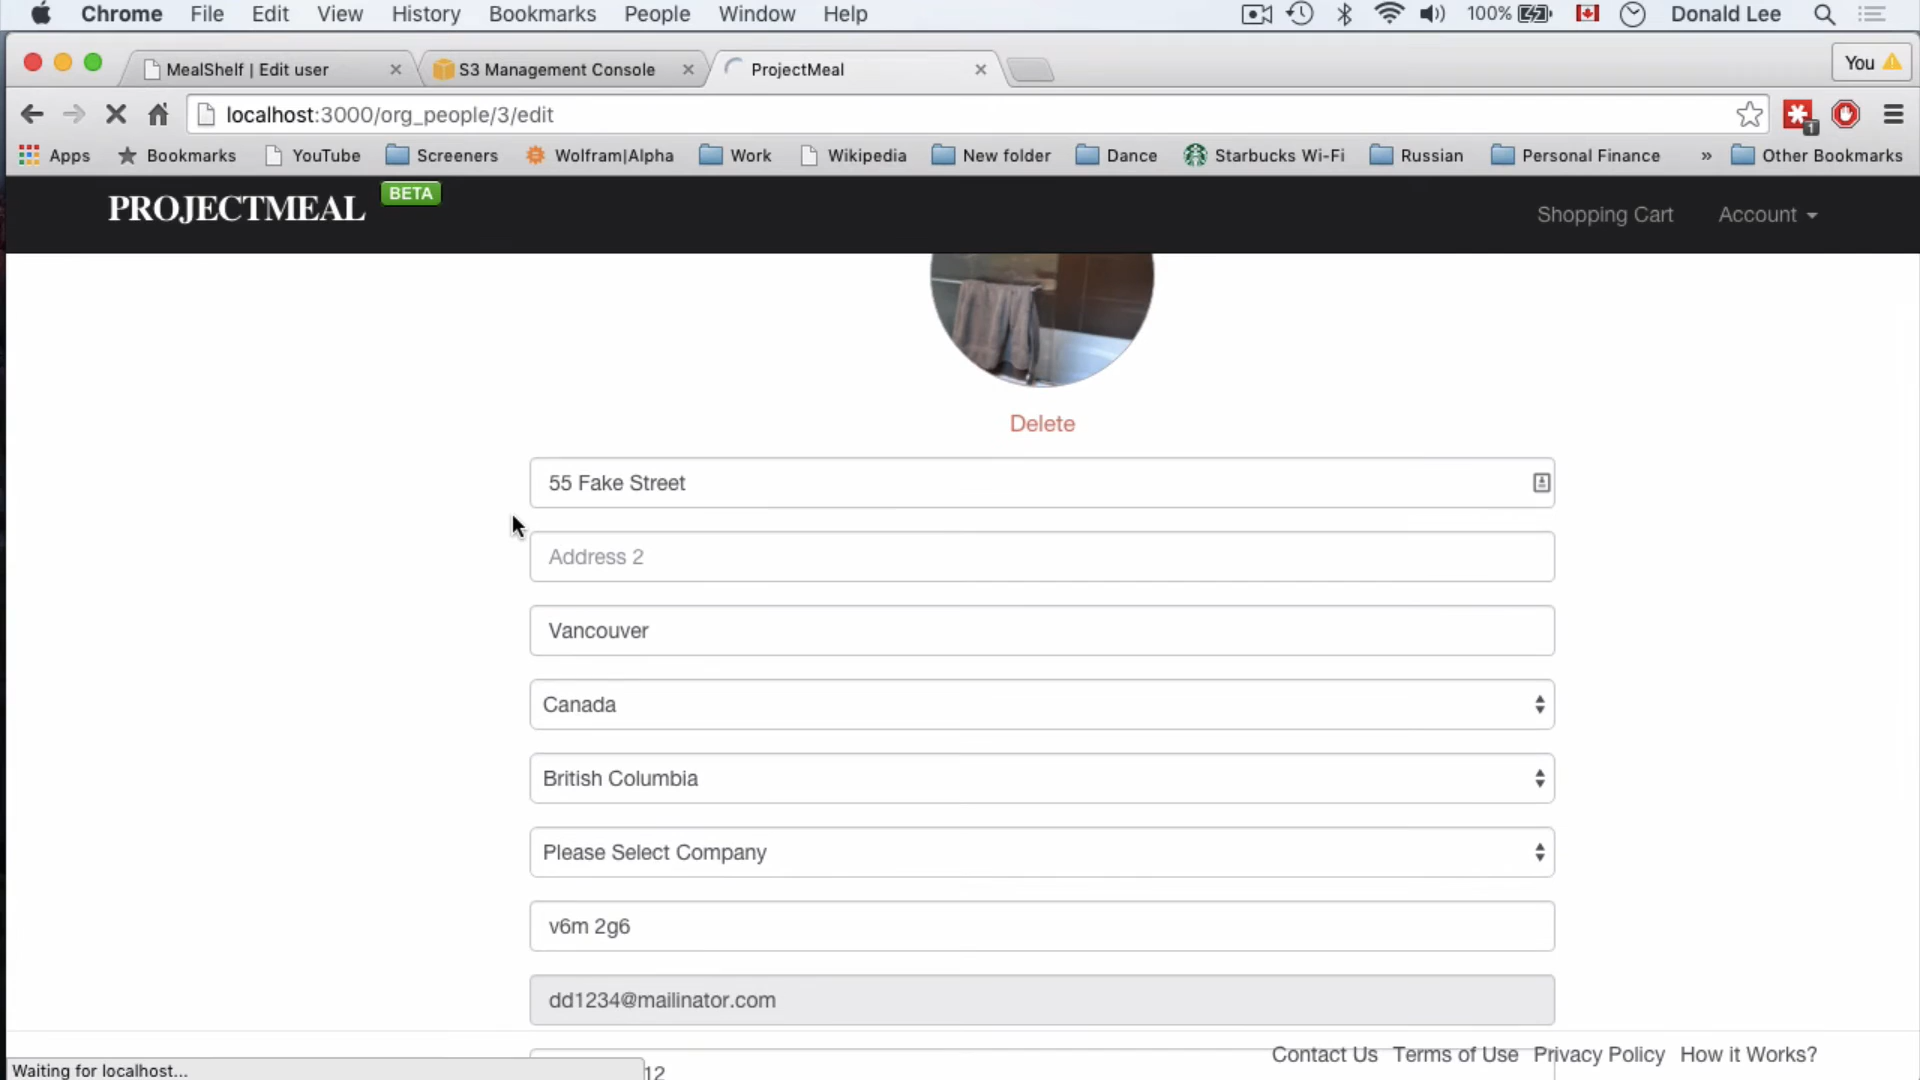 Chrome File Edit View History Bookmarks People Window Help 100% Donald Lee
MealShelf | Edit user S3 Management Console ProjectMeal You
localhost:3000/org_people/3/edit 1
Apps Bookmarks YouTube Screeners Wolfram|Alpha Work Wikipedia New folder Dance Starbucks Wi-Fi Russian Personal Finance » Other Bookmarks
PROJECTMEAL BETA Shopping Cart Account
Delete
55 Fake Street
Address 2
Vancouver
Canada
British Columbia
Please Select Company
v6m 2g6
dd1234@mailinator.com
Contact Us Terms of Use Privacy Policy How it Works?
Waiting for localhost... 12